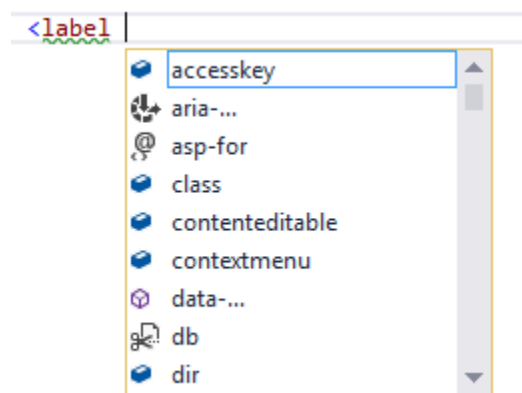 <label
accesskey
aria-...
asp-for
class
contenteditable
contextmenu
data-...
db
dir